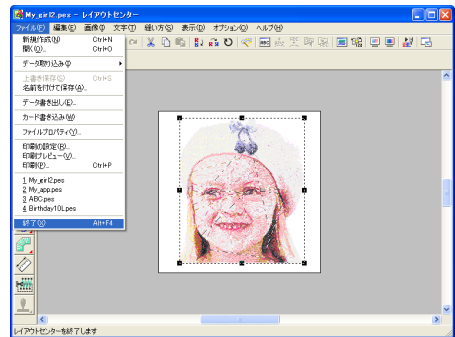 My_girl2.pes - レイアウトセンター
ファイル(F) 編集(E) 画像(I) 文字(T) 縫い方(S) 表示(D) オプション(O) ヘルプ(H)
新規作成(N) Ctrl+N
開く(O)... Ctrl+O
データ取り込み(I)
上書き保存(S) Ctrl+S
名前を付けて保存(A)...
データ書き出し(E)...
カード書き込み(W)
ファイルプロパティ(Y)...
印刷の設定(R)...
印刷プレビュー(V)...
印刷(P)... Ctrl+P
1 My_girl2.pes
2 My_app.pes
3 ABC.pes
4 Birthday10L.pes
終了(X) Alt+F4
レイアウトセンターを終了します